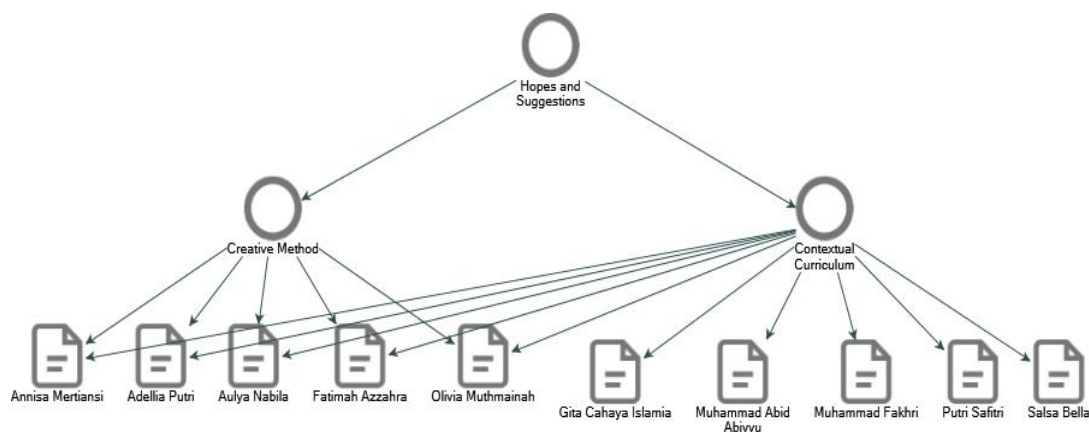 Hopes and
Suggestions
Creative Method
Contextual
Curriculum
Annisa Mertiansi
Adellia Putri
Aulya Nabila
Fatimah Azzahra
Olivia Muthmainah
Gita Cahaya Islamia
Muhammad Abid
Abiyyu
Muhammad Fakhri
Putri Safitri
Salsa Bella